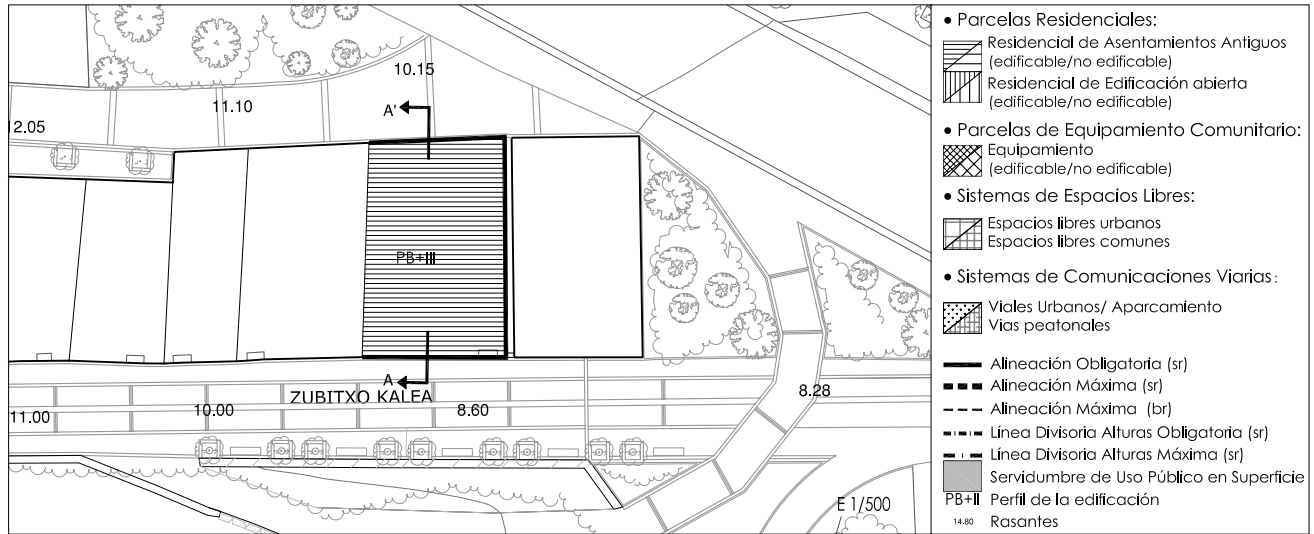 10.15
11.10
A'
12.05
PB+III
A
ZUBITXO KALEA
11.00
10.00
8.60
8.28
E 1/500
• Parcelas Residenciales:
Residencial de Asentamientos Antiguos
(edificable/no edificable)
Residencial de Edificación abierta
(edificable/no edificable)
• Parcelas de Equipamiento Comunitario:
Equipamiento
(edificable/no edificable)
• Sistemas de Espacios Libres:
Espacios libres urbanos
Espacios libres comunes
• Sistemas de Comunicaciones Viarias:
Viales Urbanos/ Aparcamiento
Vias peatonales
Alineación Obligatoria (sr)
Alineación Máxima (sr)
Alineación Máxima (br)
Línea Divisoria Alturas Obligatoria (sr)
Línea Divisoria Alturas Máxima (sr)
Servidumbre de Uso Público en Superficie
PB+II Perfil de la edificación
14.80 Rasantes